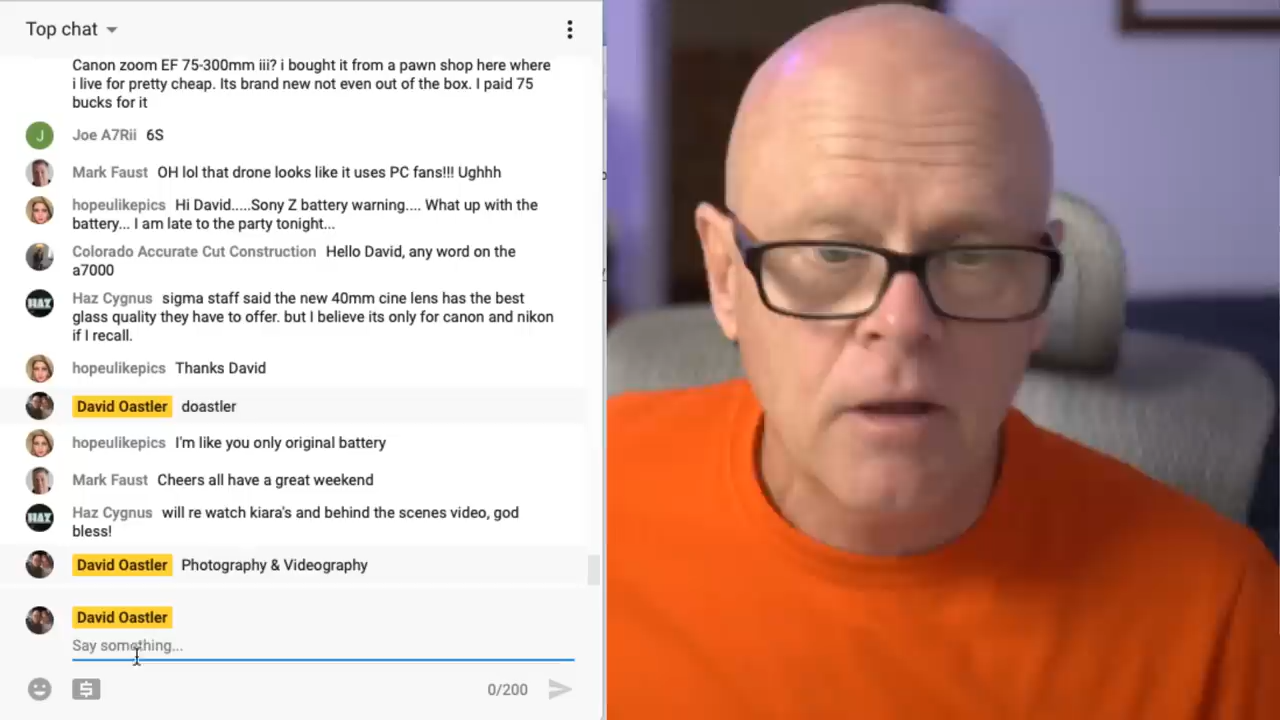 Top chat
Canon zoom EF 75-300mm iii? i bought it from a pawn shop here where
i live for pretty cheap. Its brand new not even out of the box. I paid 75
bucks for it
J Joe A7Rii 6S
Mark Faust OH lol that drone looks like it uses PC fans!!! Ughhh
hopeulikepics Hi David.....Sony Z battery warning.... What up with the
battery... I am late to the party tonight...
Colorado Accurate Cut Construction Hello David, any word on the
a7000
HAZ Haz Cygnus sigma staff said the new 40mm cine lens has the best
glass quality they have to offer. but I believe its only for canon and nikon
if I recall.
hopeulikepics Thanks David
David Oastler doastler
hopeulikepics I'm like you only original battery
Mark Faust Cheers all have a great weekend
HAZ Haz Cygnus will re watch kiara's and behind the scenes video, god
bless!
David Oastler Photography & Videography
David Oastler
Say something...
$ 0/200